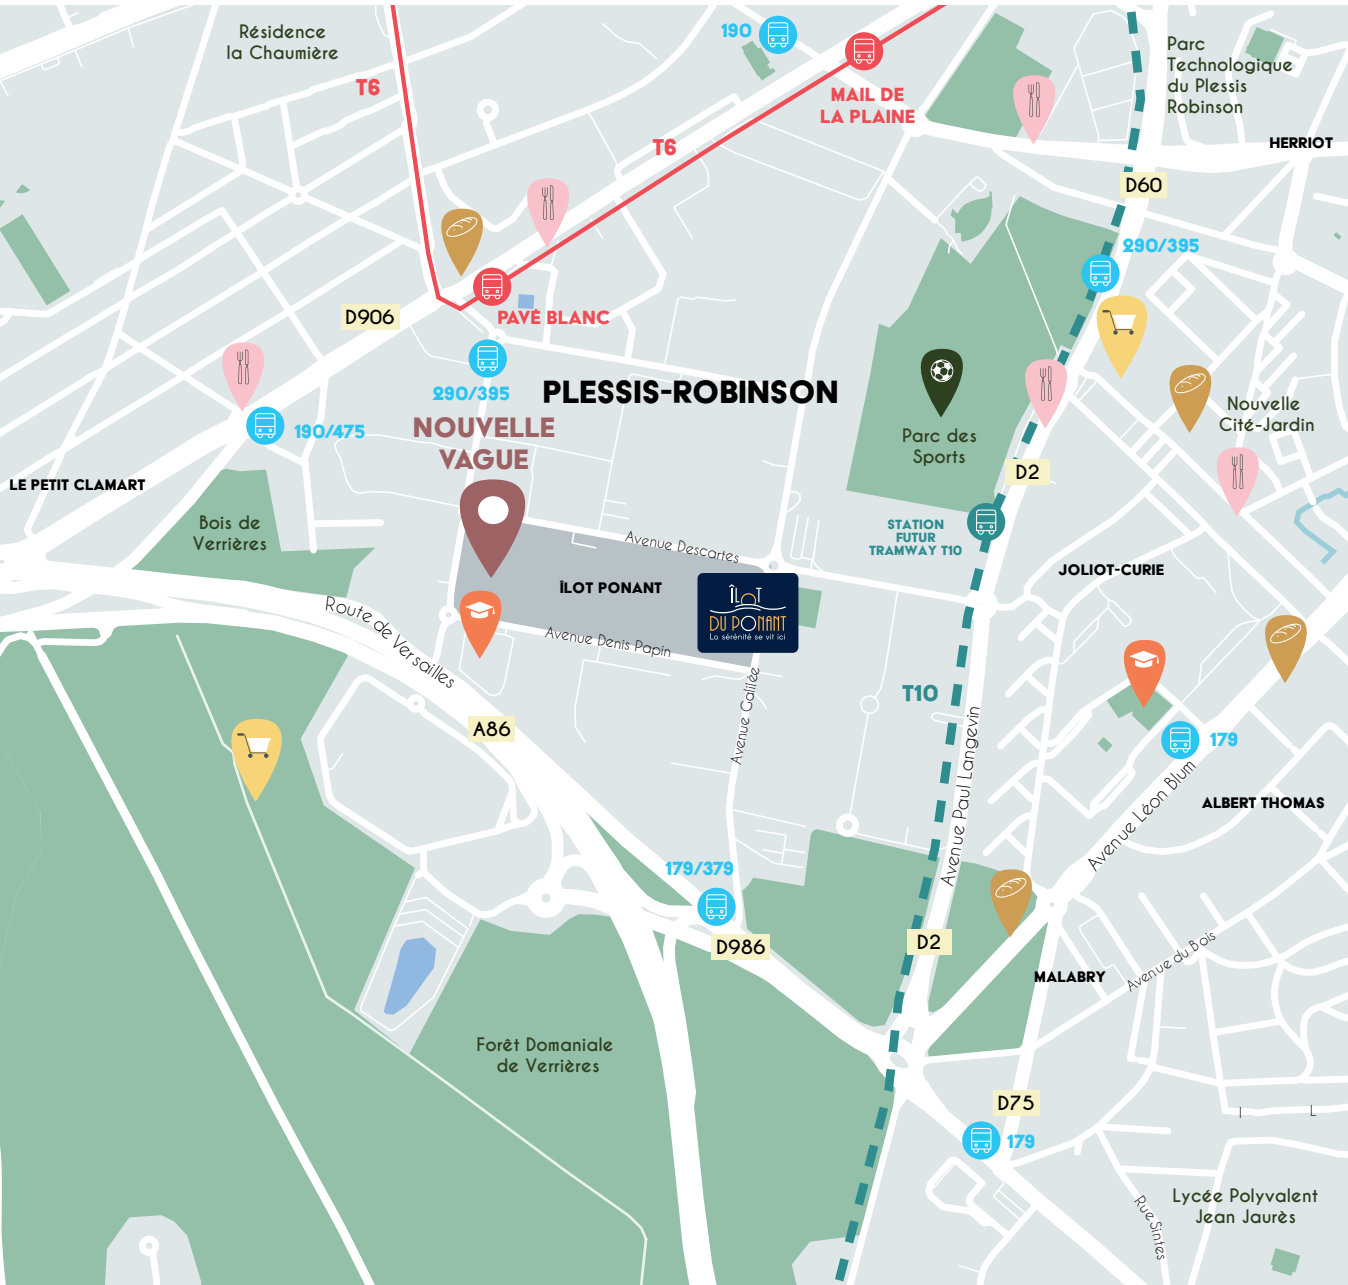 Résidence
la Chaumière
190
Parc
Technologique
du Plessis
Robinson
T6
MAIL DE
LA PLAINE
T6
HERRIOT
D60
290/395
D906
PAVÉ BLANC
290/395
PLESSIS-ROBINSON
NOUVELLE
VAGUE
190/475
Nouvelle
Cité-Jardin
Parc des
Sports
D2
LE PETIT CLAMART
Bois de
Verrières
STATION
FUTUR
TRAMWAY T10
Avenue Descartes
JOLIOT-CURIE
ÎLOT PONANT
ÎLOT
DU PONANT
La sérénité se vit ici
Route de Versailles
Avenue Denis Papin
Avenue Galilée
T10
A86
Avenue Paul Langevin
179
Avenue Léon Blum
ALBERT THOMAS
179/379
D986
D2
MALABRY
Avenue du Bois
Forêt Domaniale
de Verrières
D75
I L
179
Lycée Polyvalent
Jean Jaurès
Rue Sintes